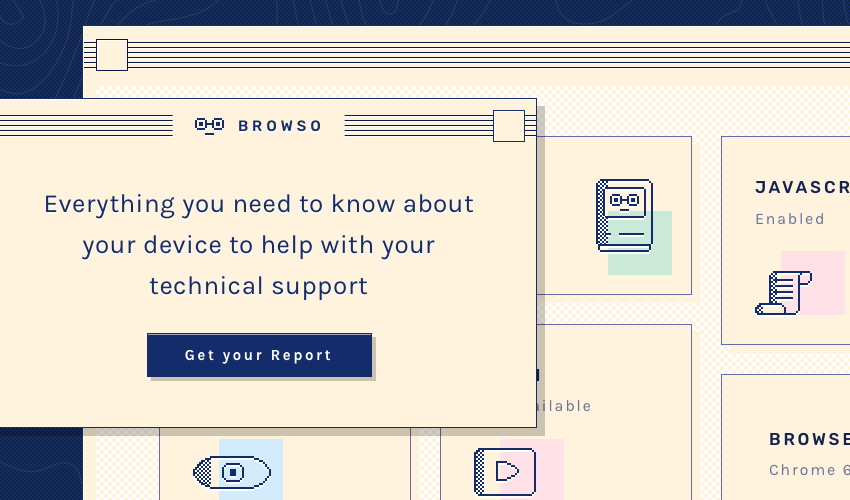 BROWSO
Everything you need to know about
your device to help with your
technical support
Get your Report
JAVASCR
Enabled
ailable
BROWSE
Chrome 6